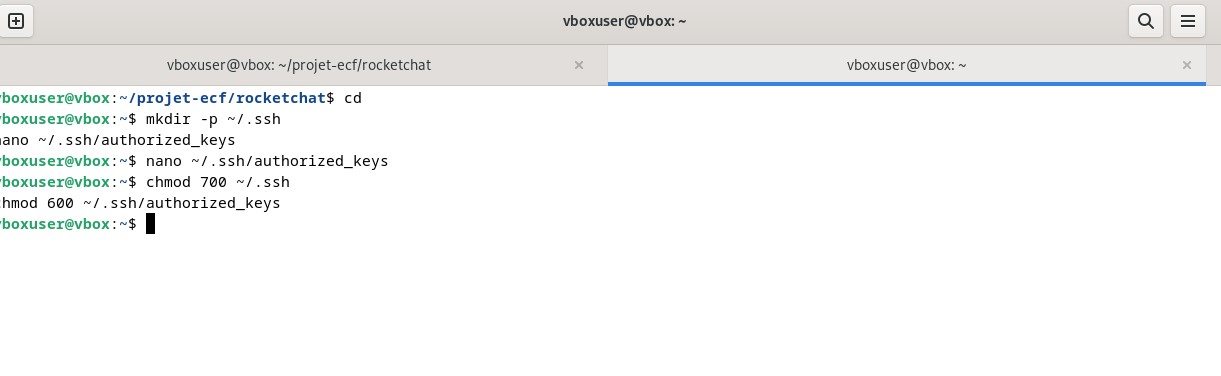 vboxuser@vbox: ~
vboxuser@vbox: ~/projet-ecf/rocketchat
vboxuser@vbox: ~
vboxuser@vbox:~/projet-ecf/rocketchat$ cd
vboxuser@vbox:~$ mkdir -p ~/.ssh
nano ~/.ssh/authorized_keys
vboxuser@vbox:~$ nano ~/.ssh/authorized_keys
vboxuser@vbox:~$ chmod 700 ~/.ssh
chmod 600 ~/.ssh/authorized_keys
vboxuser@vbox:~$